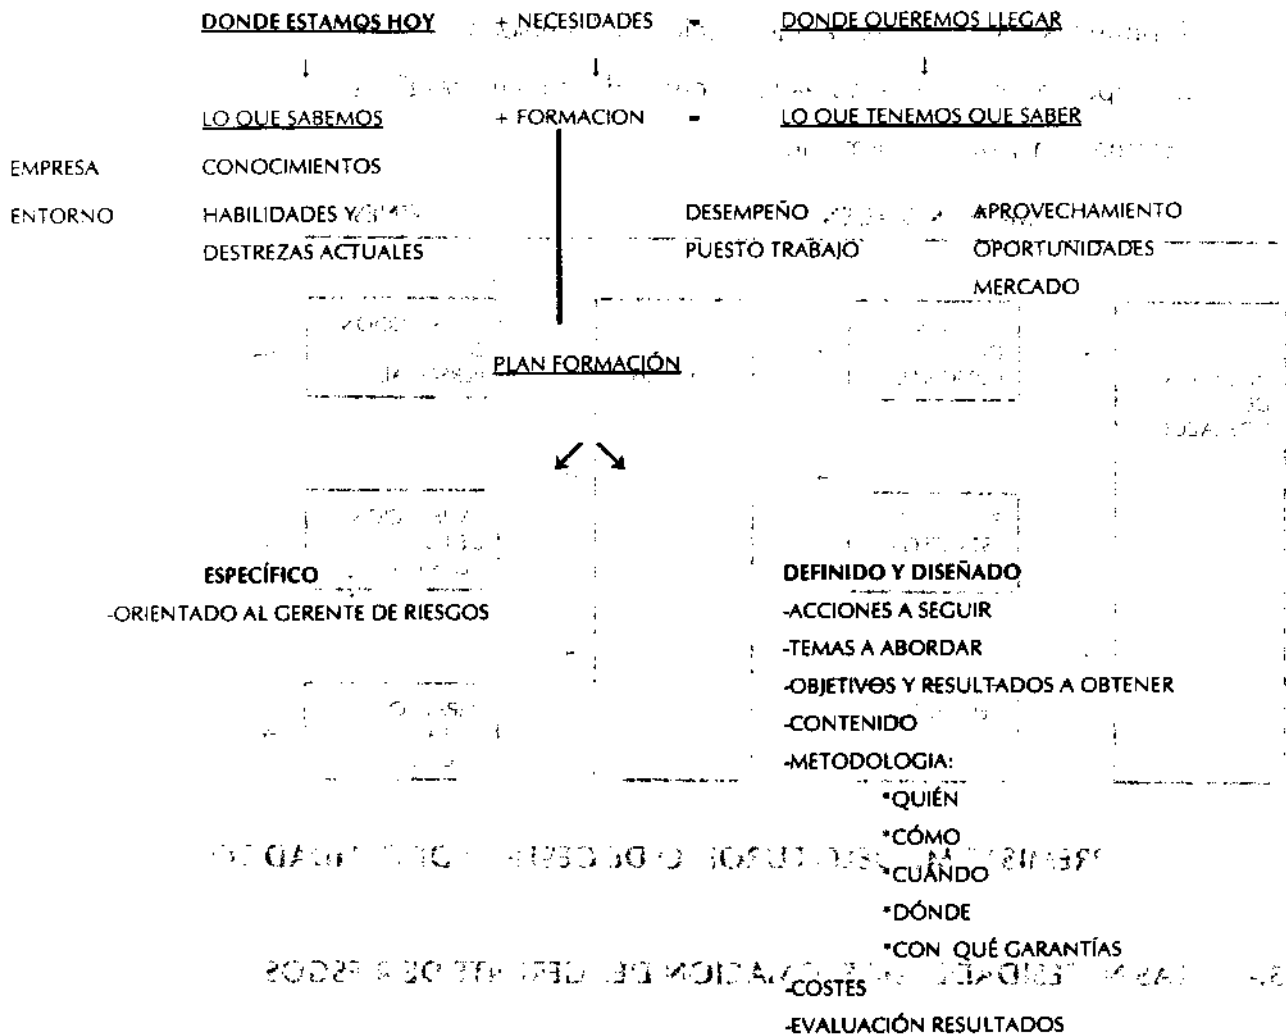 DONDE ESTAMOS HOY + NECESIDADES = DONDE QUEREMOS LLEGAR
LO QUE SABEMOS + FORMACION = LO QUE TENEMOS QUE SABER
EMPRESA CONOCIMIENTOS
ENTORNO HABILIDADES Y DESEMPEÑO APROVECHAMIENTO
DESTREZAS ACTUALES PUESTO TRABAJO OPORTUNIDADES
MERCADO
PLAN FORMACIÓN
ESPECÍFICO
-ORIENTADO AL GERENTE DE RIESGOS
DEFINIDO Y DISEÑADO
-ACCIONES A SEGUIR
-TEMAS A ABORDAR
-OBJETIVOS Y RESULTADOS A OBTENER
-CONTENIDO
-METODOLOGIA:
*QUIÉN
*CÓMO
*CUÁNDO
*DÓNDE
*CON QUÉ GARANTÍAS
-COSTES
-EVALUACIÓN RESULTADOS